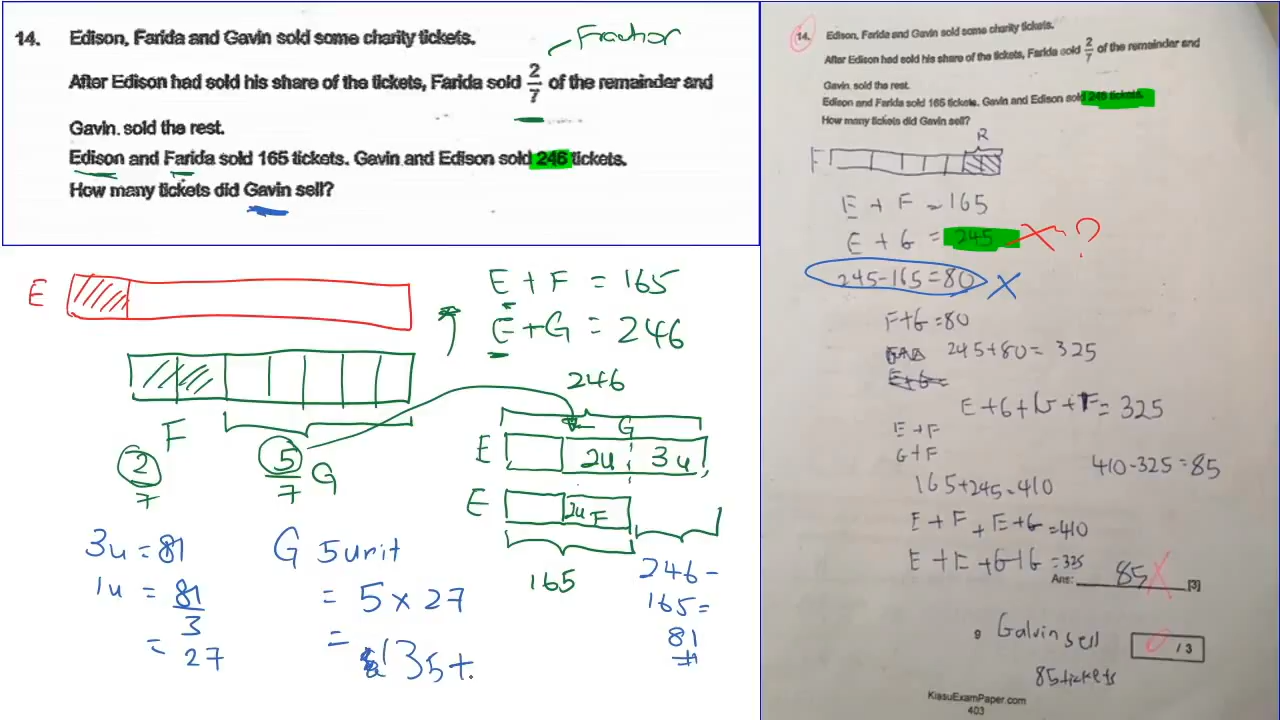 14. Edison, Farida and Gavin sold some charity tickets.
Fraction
After Edison had sold his share of the tickets, Farida sold 2/7 of the remainder and
Gavin. sold the rest.
Edison and Farida sold 165 tickets. Gavin and Edison sold 246 tickets.
How many tickets did Gavin sell?
E
F
2/7
5/7 G
E + F = 165
E + G = 246
246
G
E 2u 3u
E 2u F
165
246 -
165 =
81
3u = 81
1u = 81/3
= 27
G 5 unit
= 5 x 27
= 135 t
14. Edison, Farida and Gavin sold some charity tickets.
After Edison had sold his share of the tickets, Farida sold 2/7 of the remainder and
Gavin. sold the rest.
Edison and Farida sold 165 tickets. Gavin and Edison sold 246 tickets.
How many tickets did Gavin sell?
R
E + F = 165
E + G = 245 X ?
245 - 165 = 80 X
F + G = 80
245 + 80 = 325
E + G + G + F = 325
E + F
G + F
410 - 325 = 85
165 + 245 = 410
E + F + E + G = 410
= 325
Ans: 85 X [3]
Galvin sell
0 / 3
85 tickets
KiasuExamPaper.com
403